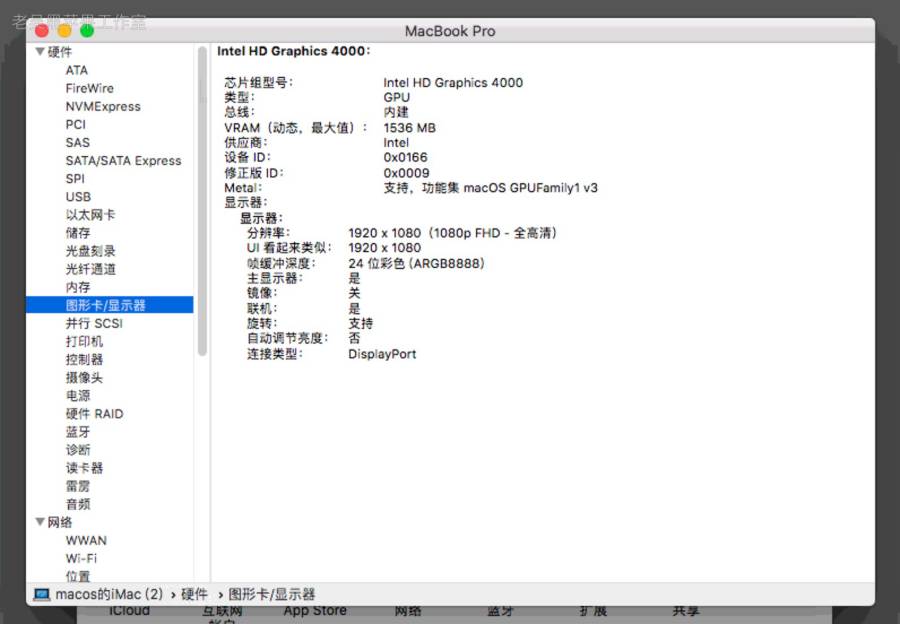 MacBook Pro
硬件
ATA
FireWire
NVMExpress
PCI
SAS
SATA/SATA Express
SPI
USB
以太网卡
储存
光盘刻录
光纤通道
内存
图形卡/显示器
并行 SCSI
打印机
控制器
摄像头
电源
硬件 RAID
蓝牙
诊断
读卡器
雷雳
音频
网络
WWAN
Wi-Fi
位置
Intel HD Graphics 4000:
芯片组型号: Intel HD Graphics 4000
类型: GPU
总线: 内建
VRAM（动态，最大值）: 1536 MB
供应商: Intel
设备 ID: 0x0166
修正版 ID: 0x0009
Metal: 支持，功能集 macOS GPUFamily1 v3
显示器:
显示器:
分辨率: 1920 x 1080（1080p FHD - 全高清）
UI 看起来类似: 1920 x 1080
帧缓冲深度: 24 位彩色 (ARGB8888)
主显示器: 是
镜像: 关
联机: 是
旋转: 支持
自动调节亮度: 否
连接类型: DisplayPort
macos的iMac (2) › 硬件 › 图形卡/显示器
iCloud 互联网 App Store 网络 蓝牙 扩展 共享